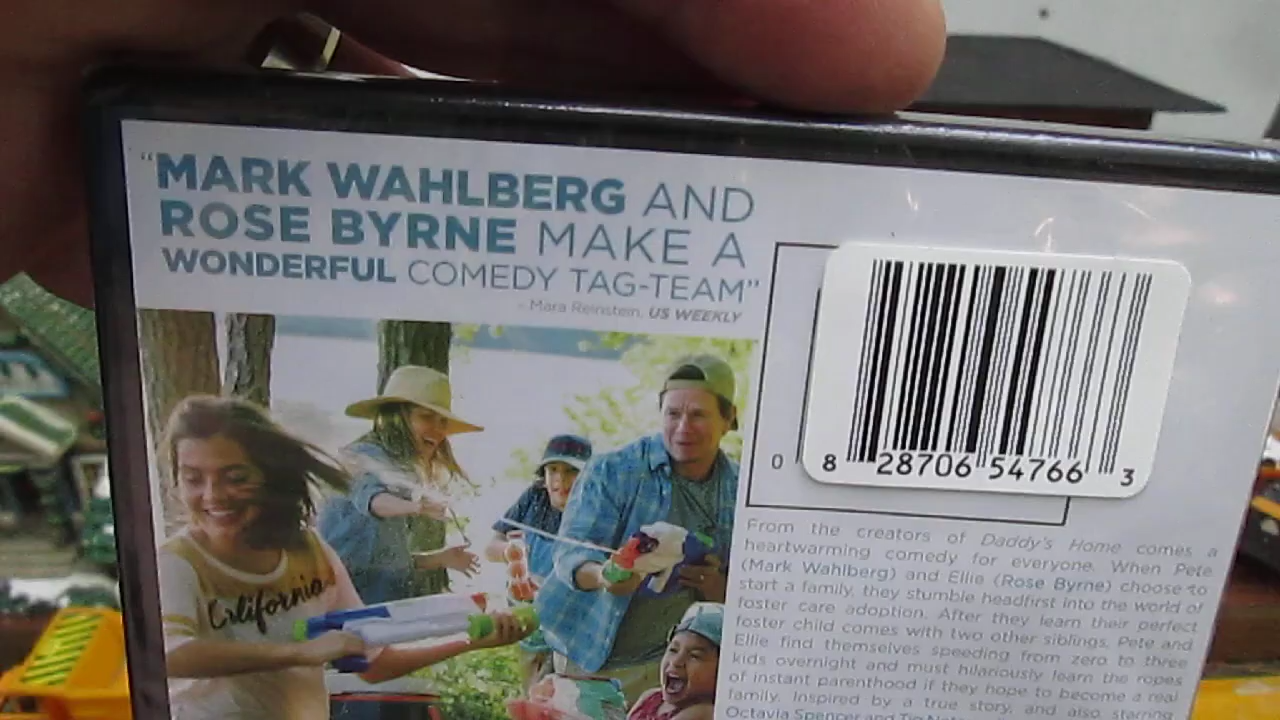 “MARK WAHLBERG AND
ROSE BYRNE MAKE A
WONDERFUL COMEDY TAG-TEAM”
- Mara Reinstein, US WEEKLY
California
0
8 28706 54766 3
From the creators of Daddy's Home comes a
heartwarming comedy for everyone. When Pete
(Mark Wahlberg) and Ellie (Rose Byrne) choose to
start a family, they stumble headfirst into the world of
foster care adoption. After they learn their perfect
foster child comes with two other siblings, Pete and
Ellie find themselves speeding from zero to three
kids overnight and must hilariously learn the ropes
of instant parenthood if they hope to become a real
family. Inspired by a true story, and also starring
Octavia Spencer and Tig